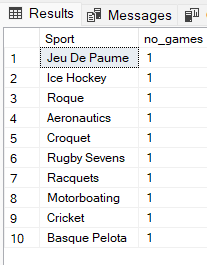 Results Messages
Sport no_games
1 Jeu De Paume 1
2 Ice Hockey 1
3 Roque 1
4 Aeronautics 1
5 Croquet 1
6 Rugby Sevens 1
7 Racquets 1
8 Motorboating 1
9 Cricket 1
10 Basque Pelota 1